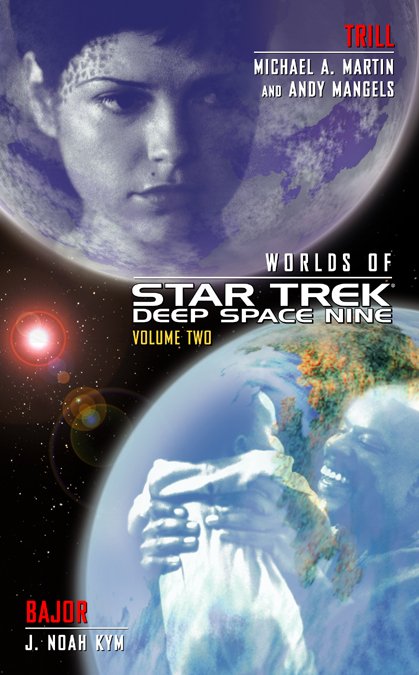 TRILL
MICHAEL A. MARTIN
AND ANDY MANGELS
WORLDS OF
STAR TREK®
DEEP SPACE NINE
VOLUME TWO
BAJOR
J. NOAH KYM